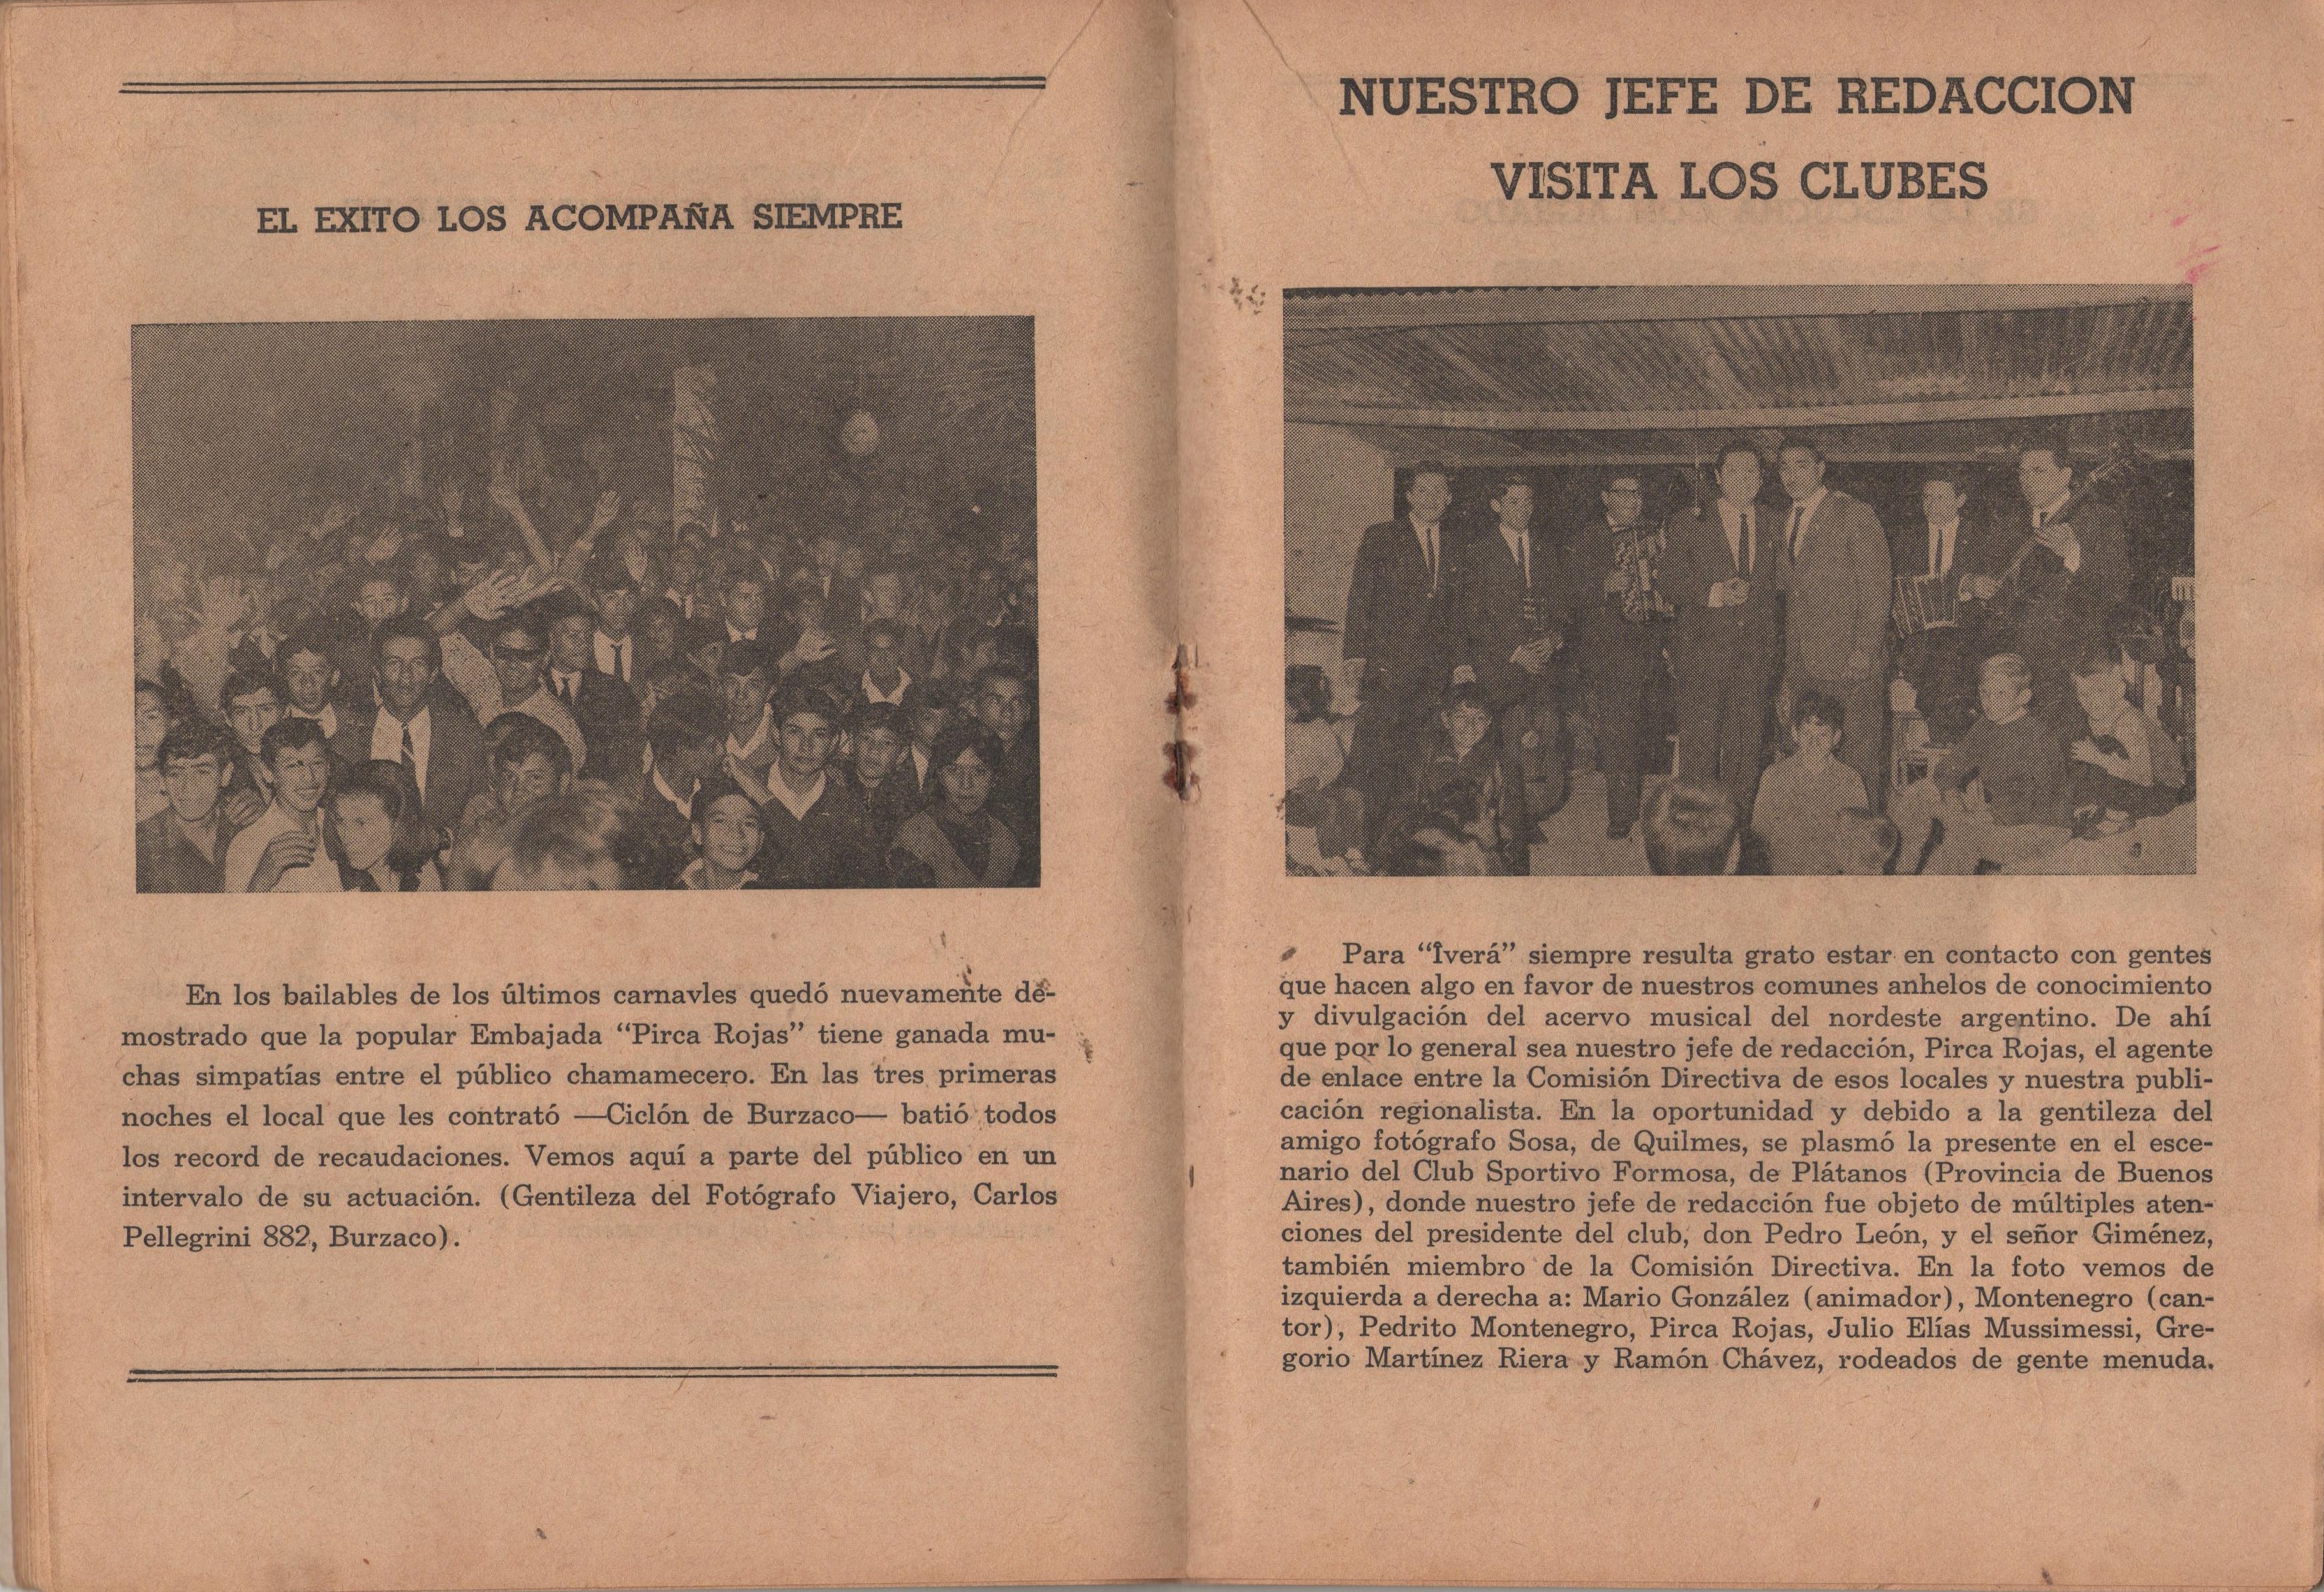 EL EXITO LOS ACOMPAÑA SIEMPRE
En los bailables de los últimos carnavles quedó nuevamente de-
mostrado que la popular Embajada “Pirca Rojas” tiene ganada mu-
chas simpatías entre el público chamamecero. En las tres primeras
noches el local que les contrató —Ciclón de Burzaco— batió todos
los record de recaudaciones. Vemos aquí a parte del público en un
intervalo de su actuación. (Gentileza del Fotógrafo Viajero, Carlos
Pellegrini 882, Burzaco).
NUESTRO JEFE DE REDACCION
VISITA LOS CLUBES
Para “Îverá” siempre resulta grato estar en contacto con gentes
que hacen algo en favor de nuestros comunes anhelos de conocimiento
y divulgación del acervo musical del nordeste argentino. De ahí
que por lo general sea nuestro jefe de redacción, Pirca Rojas, el agente
de enlace entre la Comisión Directiva de esos locales y nuestra publi-
cación regionalista. En la oportunidad y debido a la gentileza del
amigo fotógrafo Sosa, de Quilmes, se plasmó la presente en el esce-
nario del Club Sportivo Formosa, de Plátanos (Provincia de Buenos
Aires), donde nuestro jefe de redacción fue objeto de múltiples aten-
ciones del presidente del club, don Pedro León, y el señor Giménez,
también miembro de la Comisión Directiva. En la foto vemos de
izquierda a derecha a: Mario González (animador), Montenegro (can-
tor), Pedrito Montenegro, Pirca Rojas, Julio Elías Mussimessi, Gre-
gorio Martínez Riera y Ramón Chávez, rodeados de gente menuda.